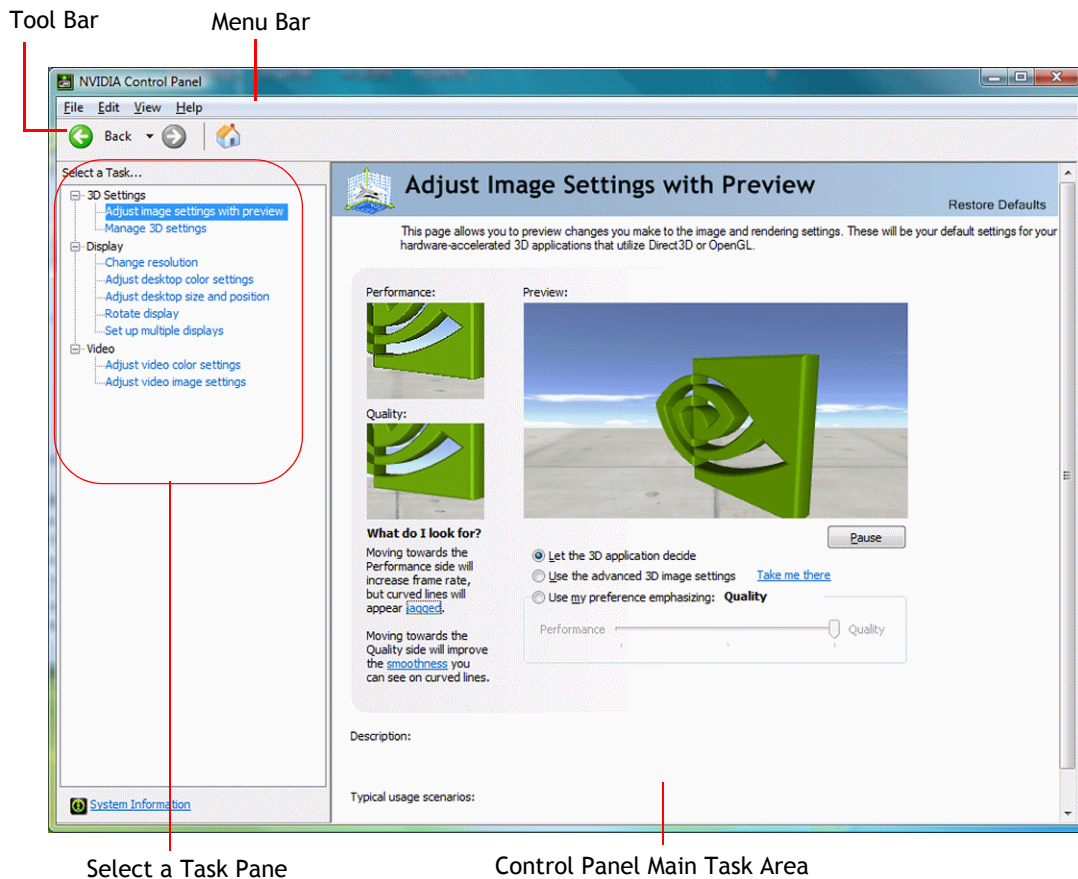 Tool Bar
Menu Bar
NVIDIA Control Panel
File Edit View Help
Back
Select a Task...
3D Settings
Adjust image settings with preview
Manage 3D settings
Display
Change resolution
Adjust desktop color settings
Adjust desktop size and position
Rotate display
Set up multiple displays
Video
Adjust video color settings
Adjust video image settings
System Information
Adjust Image Settings with Preview
Restore Defaults
This page allows you to preview changes you make to the image and rendering settings. These will be your default settings for your
hardware-accelerated 3D applications that utilize Direct3D or OpenGL.
Performance:
Quality:
What do I look for?
Moving towards the
Performance side will
increase frame rate,
but curved lines will
appear jagged.
Moving towards the
Quality side will improve
the smoothness you
can see on curved lines.
Preview:
Pause
Let the 3D application decide
Use the advanced 3D image settings Take me there
Use my preference emphasizing: Quality
Performance Quality
Description:
Typical usage scenarios:
Select a Task Pane
Control Panel Main Task Area